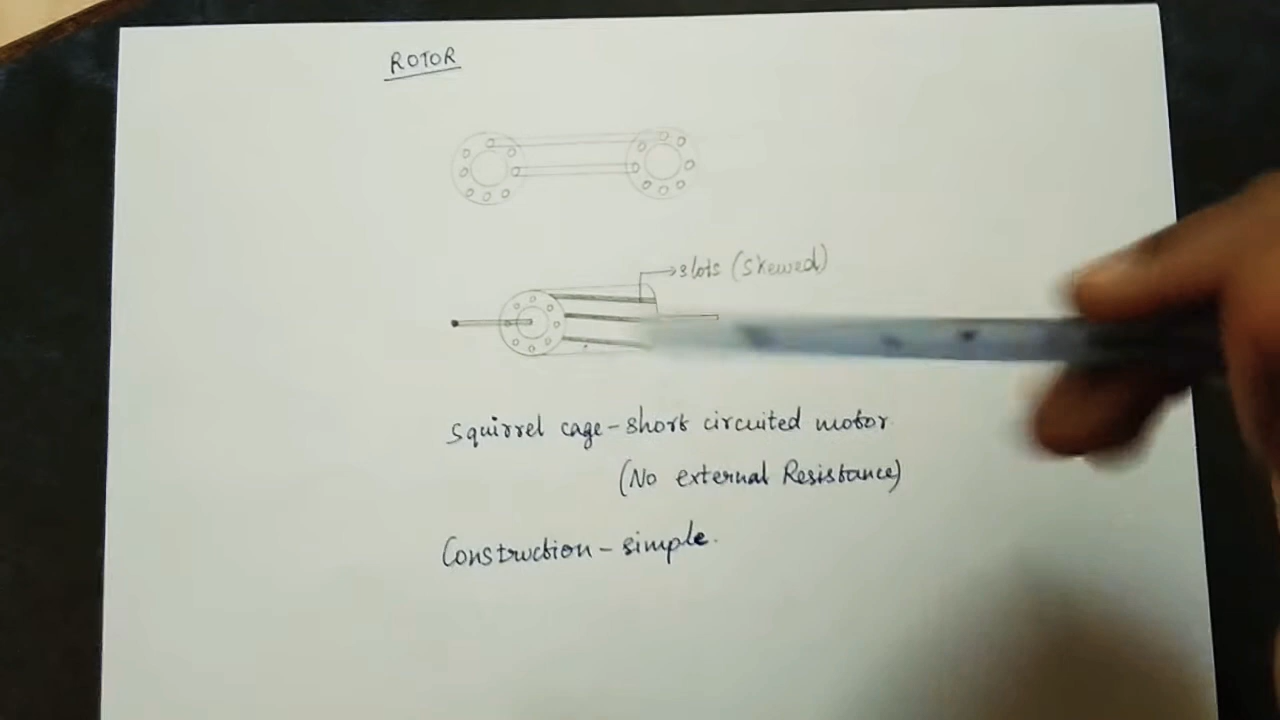 ROTOR
slots (skewed)
Squirrel cage - short circuited motor
(No external Resistance)
Construction - simple.